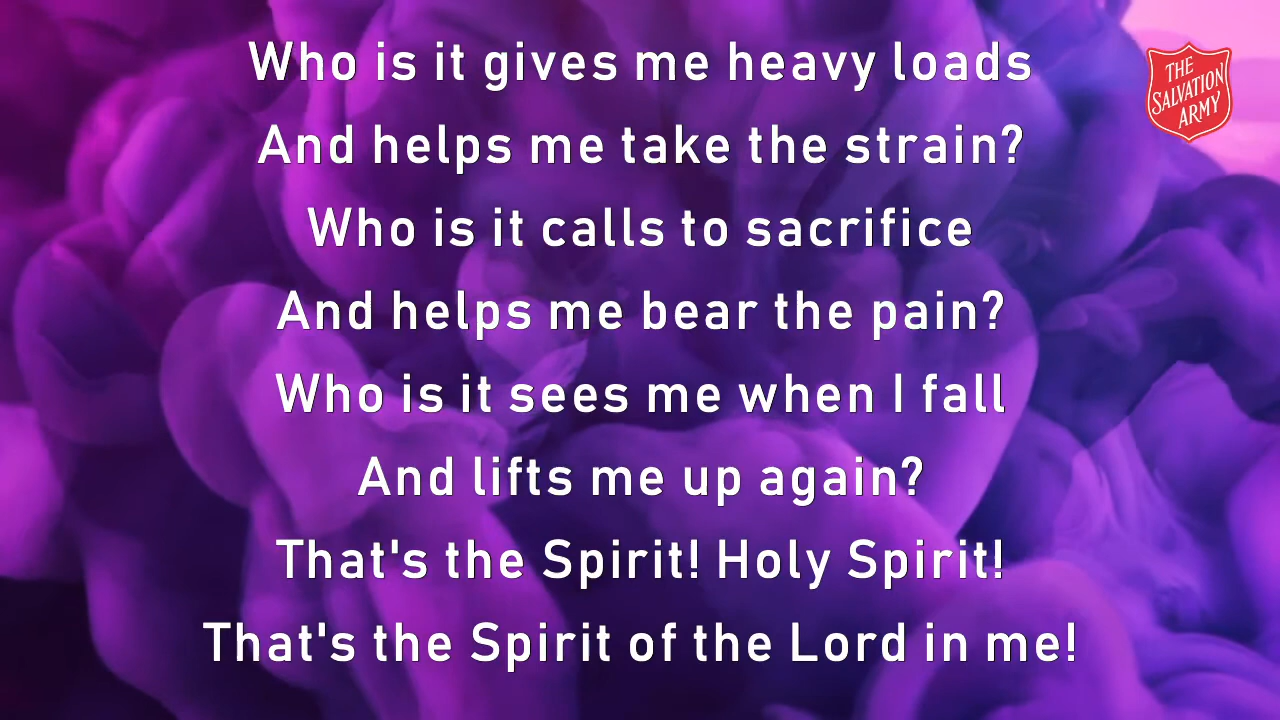 Who is it gives me heavy loads
And helps me take the strain?
Who is it calls to sacrifice
And helps me bear the pain?
Who is it sees me when I fall
And lifts me up again?
That's the Spirit! Holy Spirit!
That's the Spirit of the Lord in me!
THE
SALVATION
ARMY